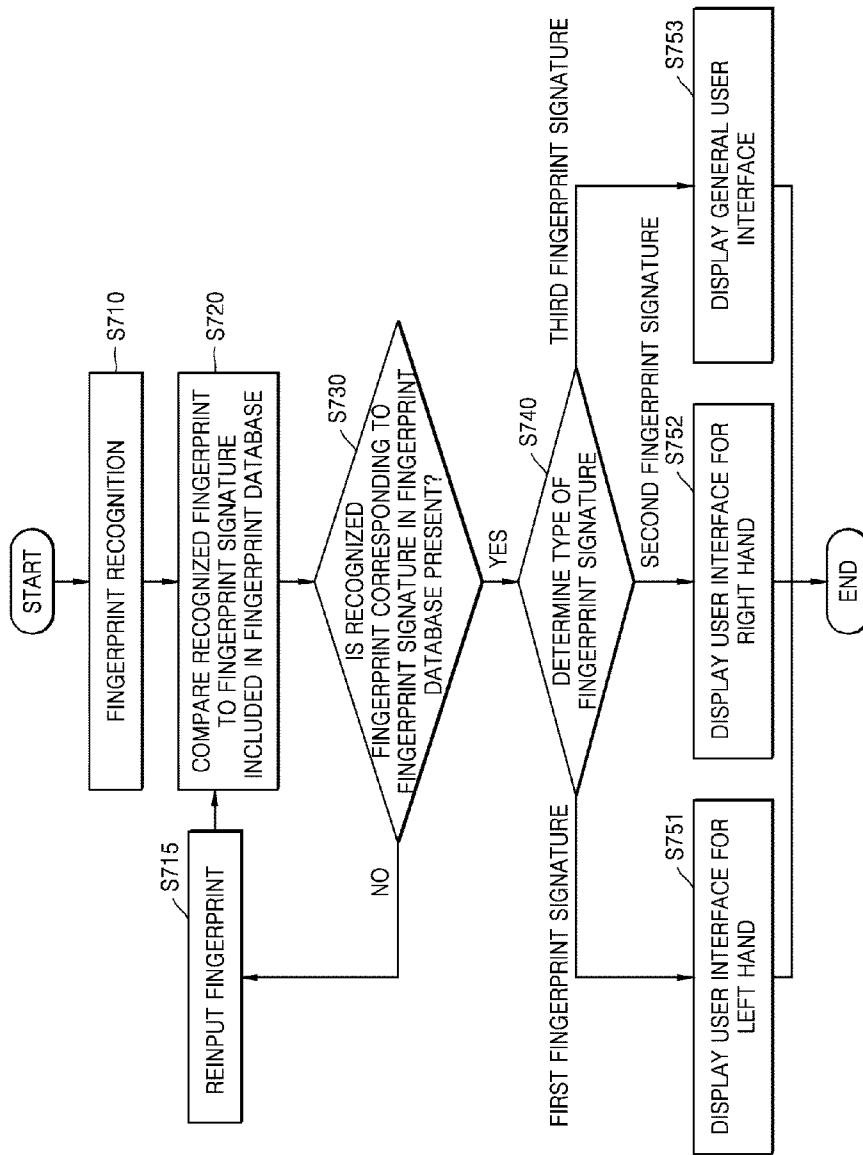 START
S710
FINGERPRINT RECOGNITION
S720
COMPARE RECOGNIZED FINGERPRINT
TO FINGERPRINT SIGNATURE
INCLUDED IN FINGERPRINT DATABASE
S715
REINPUT FINGERPRINT
S730
IS RECOGNIZED
FINGERPRINT CORRESPONDING TO
FINGERPRINT SIGNATURE IN FINGERPRINT
DATABASE PRESENT?
NO
YES
S740
DETERMINE TYPE OF
FINGERPRINT SIGNATURE
FIRST FINGERPRINT SIGNATURE
SECOND FINGERPRINT SIGNATURE
THIRD FINGERPRINT SIGNATURE
S751
DISPLAY USER INTERFACE FOR
LEFT HAND
S752
DISPLAY USER INTERFACE FOR
RIGHT HAND
S753
DISPLAY GENERAL USER
INTERFACE
END